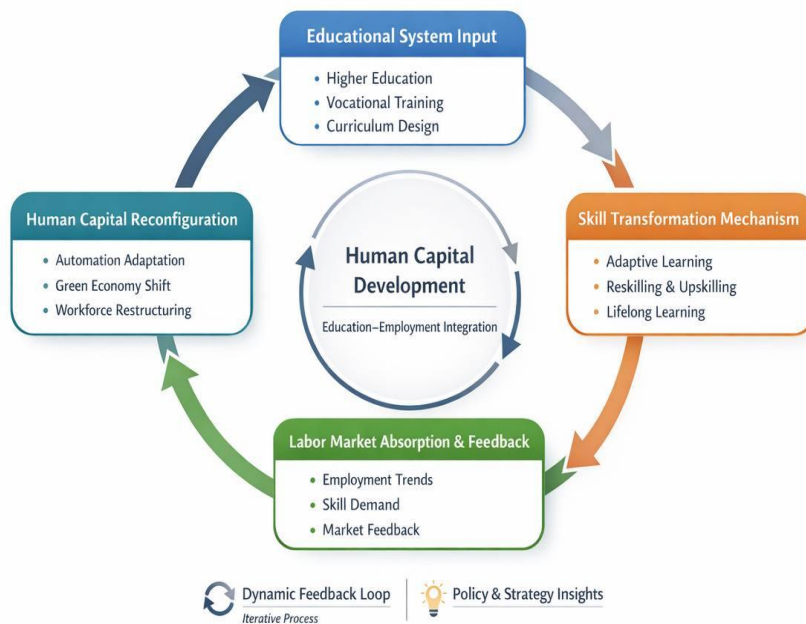 Educational System Input
• Higher Education
• Vocational Training
• Curriculum Design
Human Capital Reconfiguration
• Automation Adaptation
• Green Economy Shift
• Workforce Restructuring
Human Capital
Development
Education–Employment Integration
Skill Transformation Mechanism
• Adaptive Learning
• Reskilling & Upskilling
• Lifelong Learning
Labor Market Absorption & Feedback
• Employment Trends
• Skill Demand
• Market Feedback
Dynamic Feedback Loop
Iterative Process
Policy & Strategy Insights